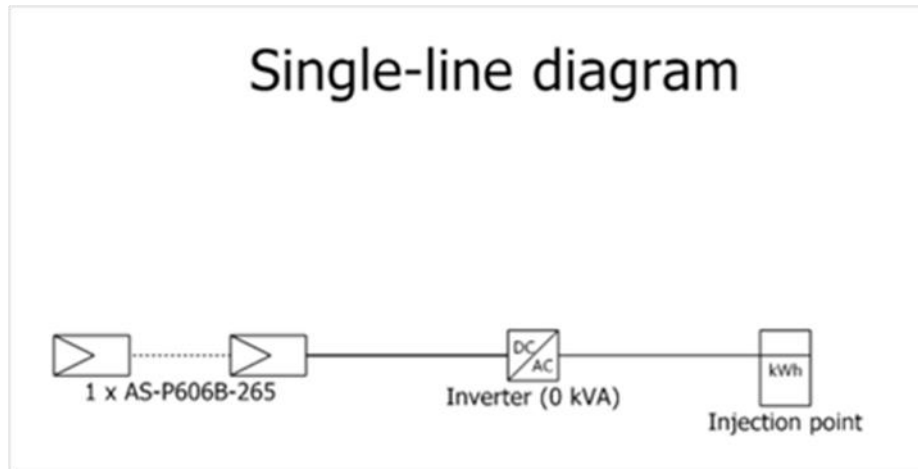 Single-line diagram
DC
AC
kWh
1 x AS-P606B-265
Inverter (0 kVA)
Injection point